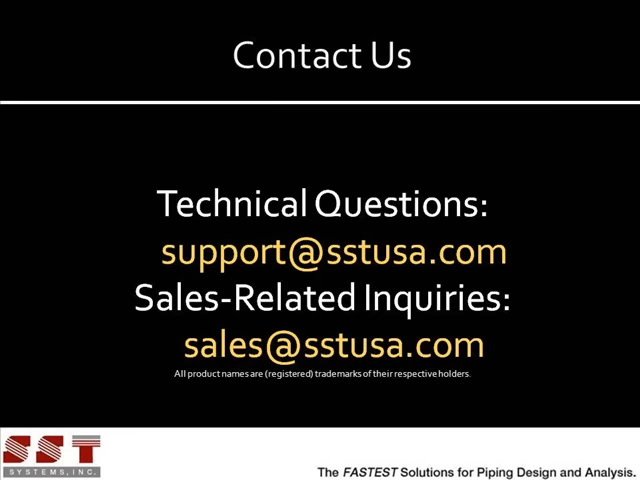 Contact Us
Technical Questions:
support@sstusa.com
Sales-Related Inquiries:
sales@sstusa.com
All product names are (registered) trademarks of their respective holders.
SST
SYSTEMS, INC.
The FASTEST Solutions for Piping Design and Analysis.